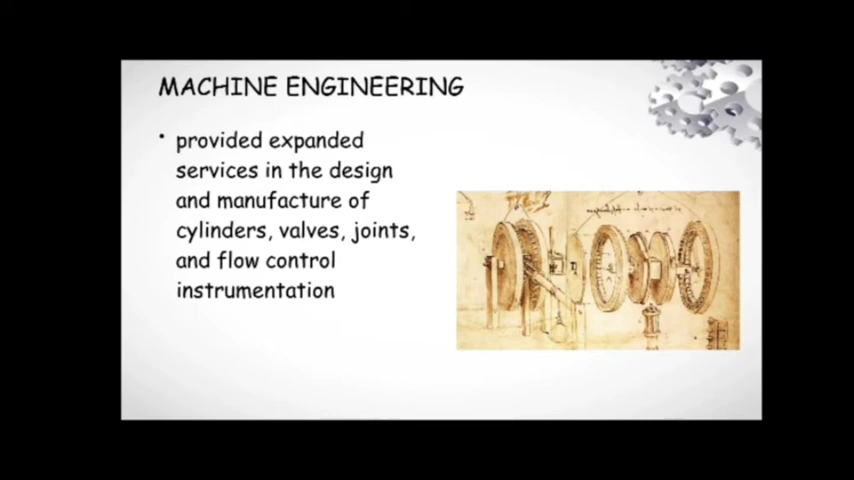 MACHINE ENGINEERING
• provided expanded
services in the design
and manufacture of
cylinders, valves, joints,
and flow control
instrumentation